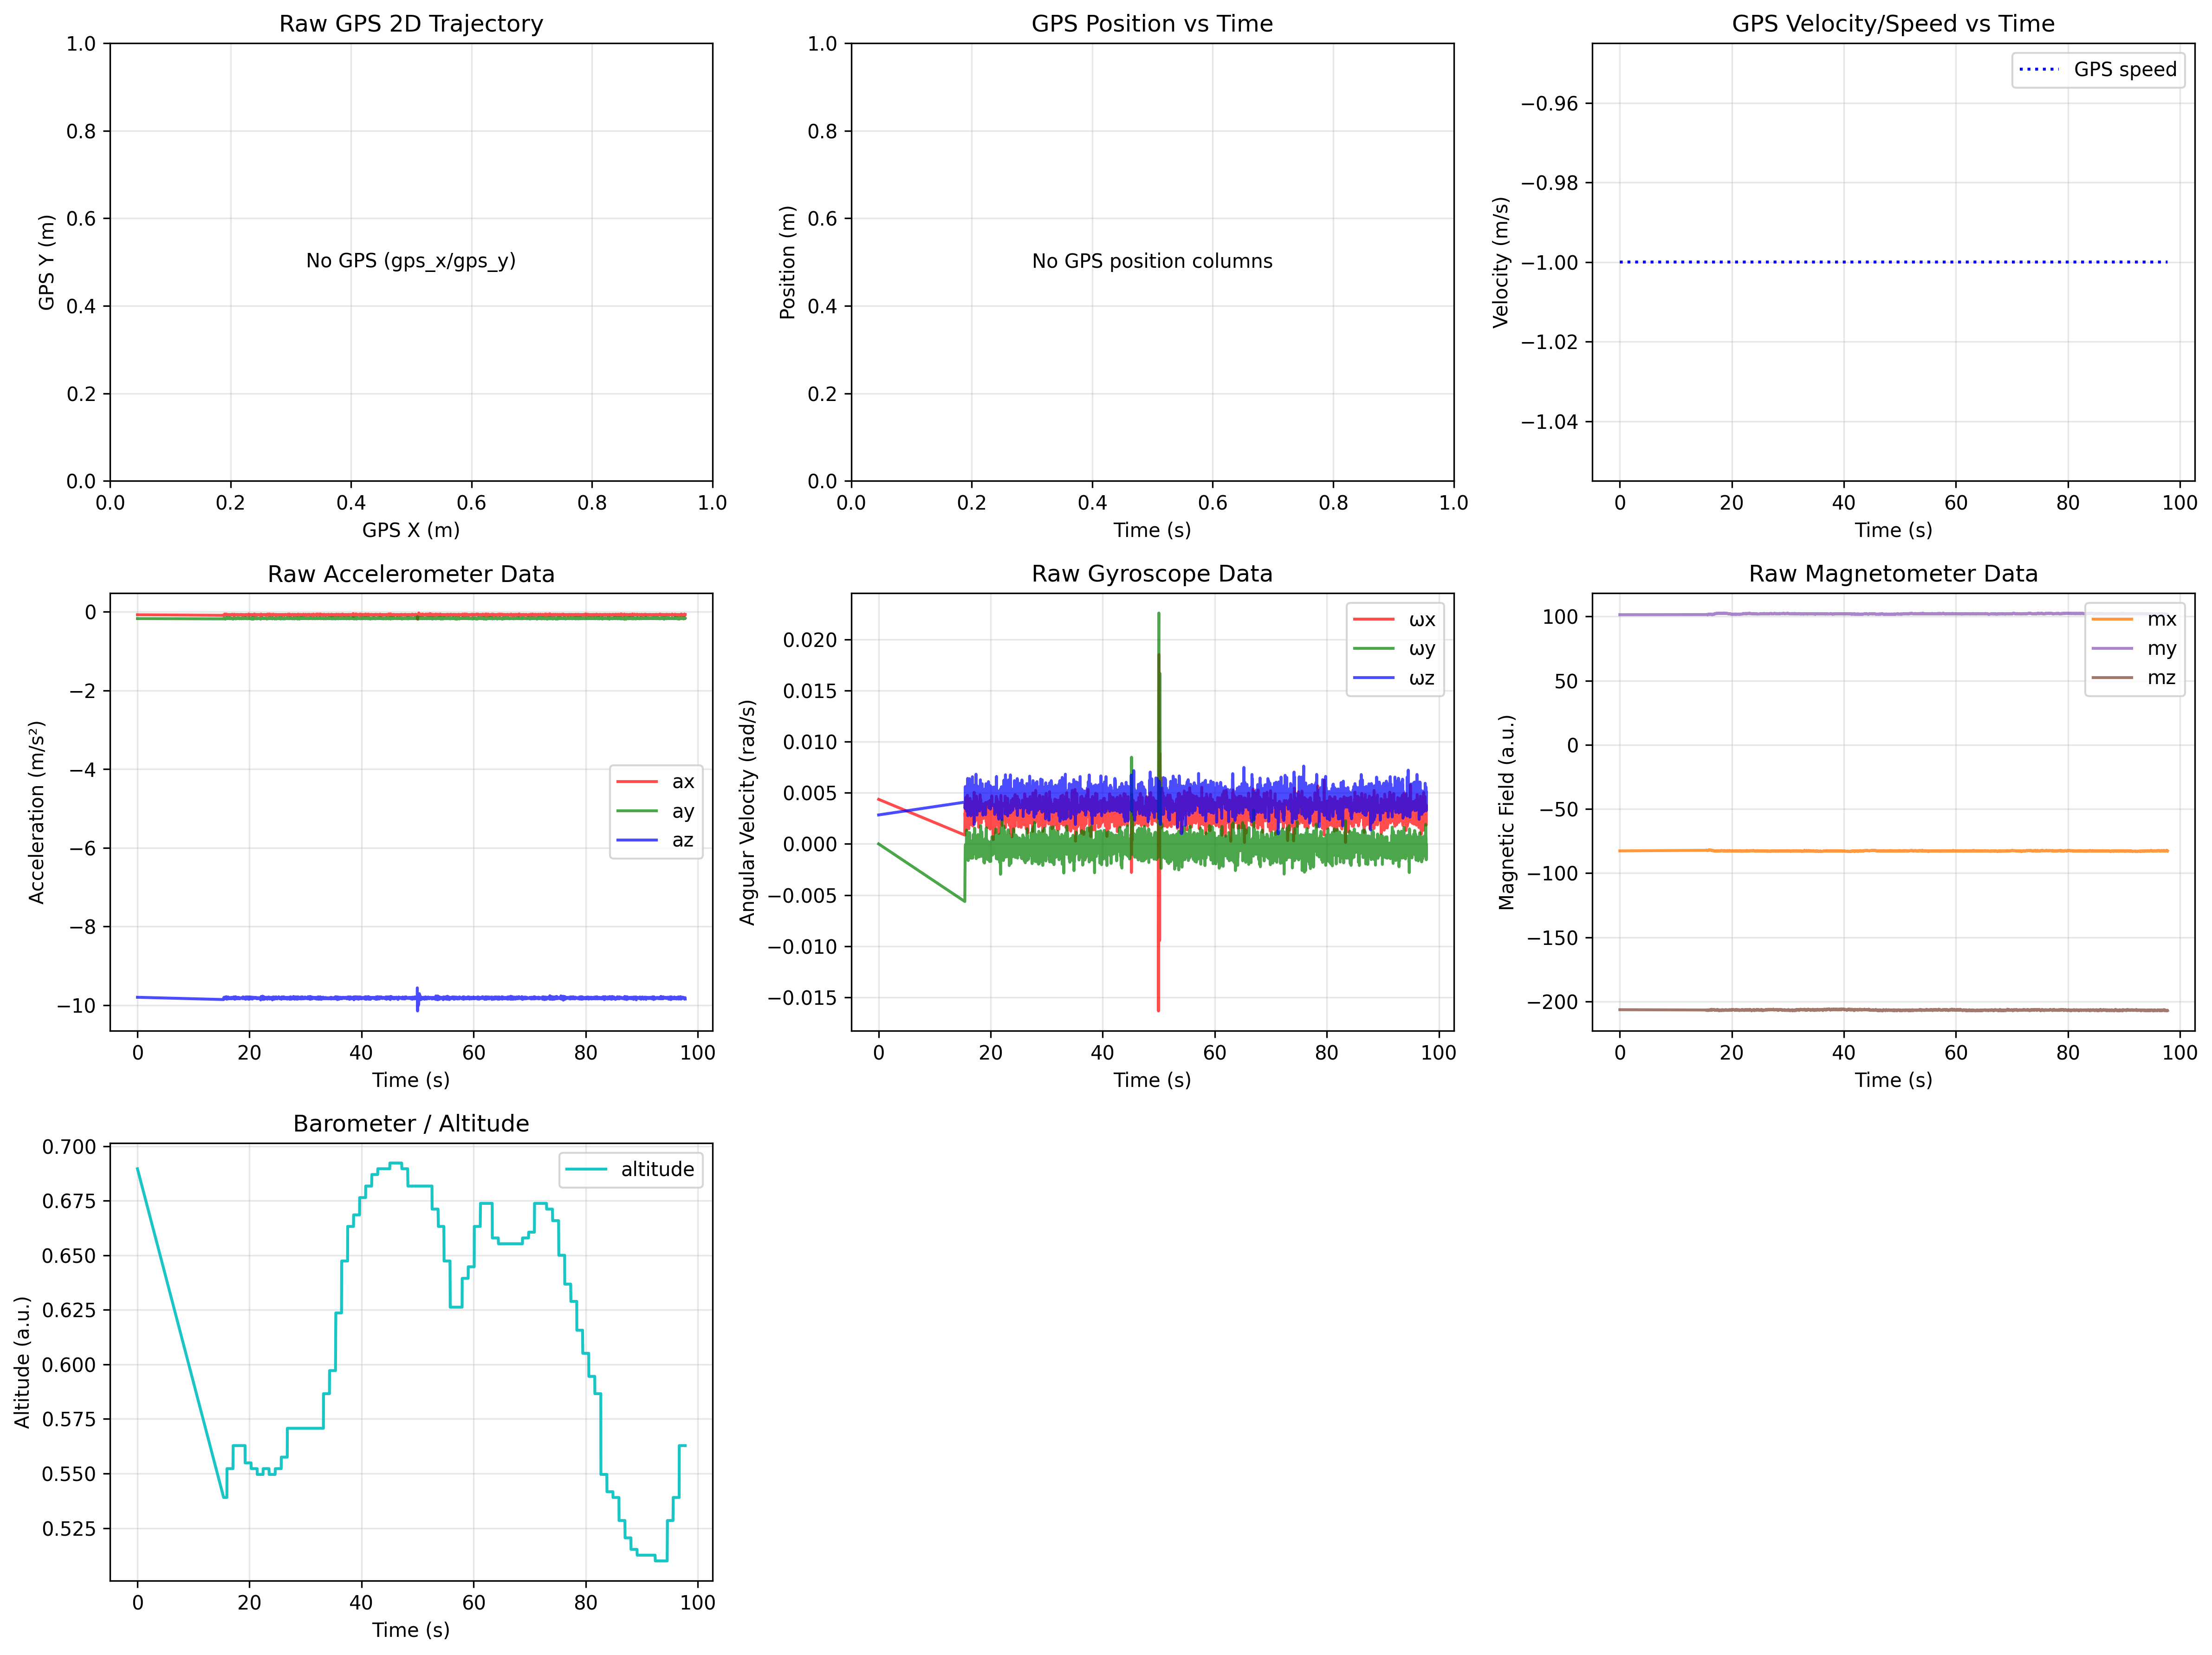 Raw GPS 2D Trajectory
GPS Y (m)
1.0
0.8
0.6
0.4
0.2
0.0
No GPS (gps_x/gps_y)
0.0 0.2 0.4 0.6 0.8 1.0
GPS X (m)
GPS Position vs Time
Position (m)
1.0
0.8
0.6
0.4
0.2
0.0
No GPS position columns
0.0 0.2 0.4 0.6 0.8 1.0
Time (s)
GPS Velocity/Speed vs Time
Velocity (m/s)
−0.96
−0.98
−1.00
−1.02
−1.04
GPS speed
0 20 40 60 80 100
Time (s)
Raw Accelerometer Data
Acceleration (m/s²)
0
−2
−4
−6
−8
−10
ax
ay
az
0 20 40 60 80 100
Time (s)
Raw Gyroscope Data
Angular Velocity (rad/s)
0.020
0.015
0.010
0.005
0.000
−0.005
−0.010
−0.015
ωx
ωy
ωz
0 20 40 60 80 100
Time (s)
Raw Magnetometer Data
Magnetic Field (a.u.)
100
50
0
−50
−100
−150
−200
mx
my
mz
0 20 40 60 80 100
Time (s)
Barometer / Altitude
Altitude (a.u.)
0.700
0.675
0.650
0.625
0.600
0.575
0.550
0.525
altitude
0 20 40 60 80 100
Time (s)